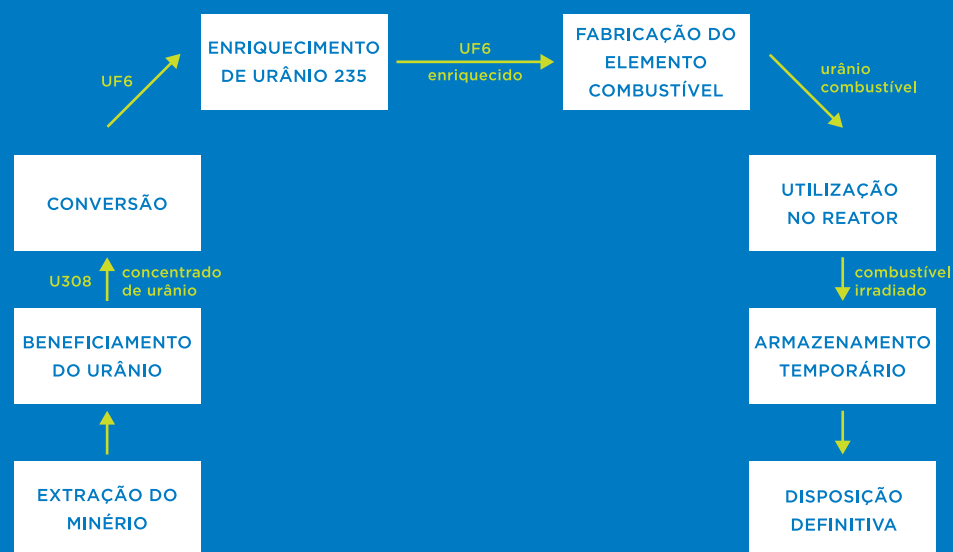 ENRIQUECIMENTO
DE URÂNIO 235
UF6
enriquecido
FABRICAÇÃO DO
ELEMENTO
COMBUSTÍVEL
UF6
urânio
combustível
CONVERSÃO
UTILIZAÇÃO
NO REATOR
U308
concentrado
de urânio
combustível
irradiado
BENEFICIAMENTO
DO URÂNIO
ARMAZENAMENTO
TEMPORÁRIO
EXTRAÇÃO DO
MINÉRIO
DISPOSIÇÃO
DEFINITIVA